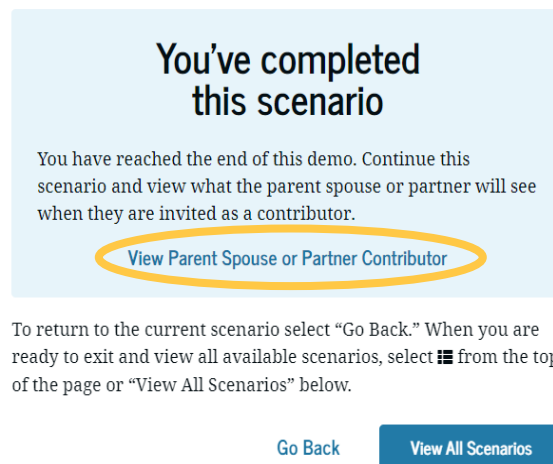 You've completed
this scenario
You have reached the end of this demo. Continue this
scenario and view what the parent spouse or partner will see
when they are invited as a contributor.
View Parent Spouse or Partner Contributor
To return to the current scenario select “Go Back.” When you are
ready to exit and view all available scenarios, select from the top
of the page or “View All Scenarios” below.
Go Back
View All Scenarios